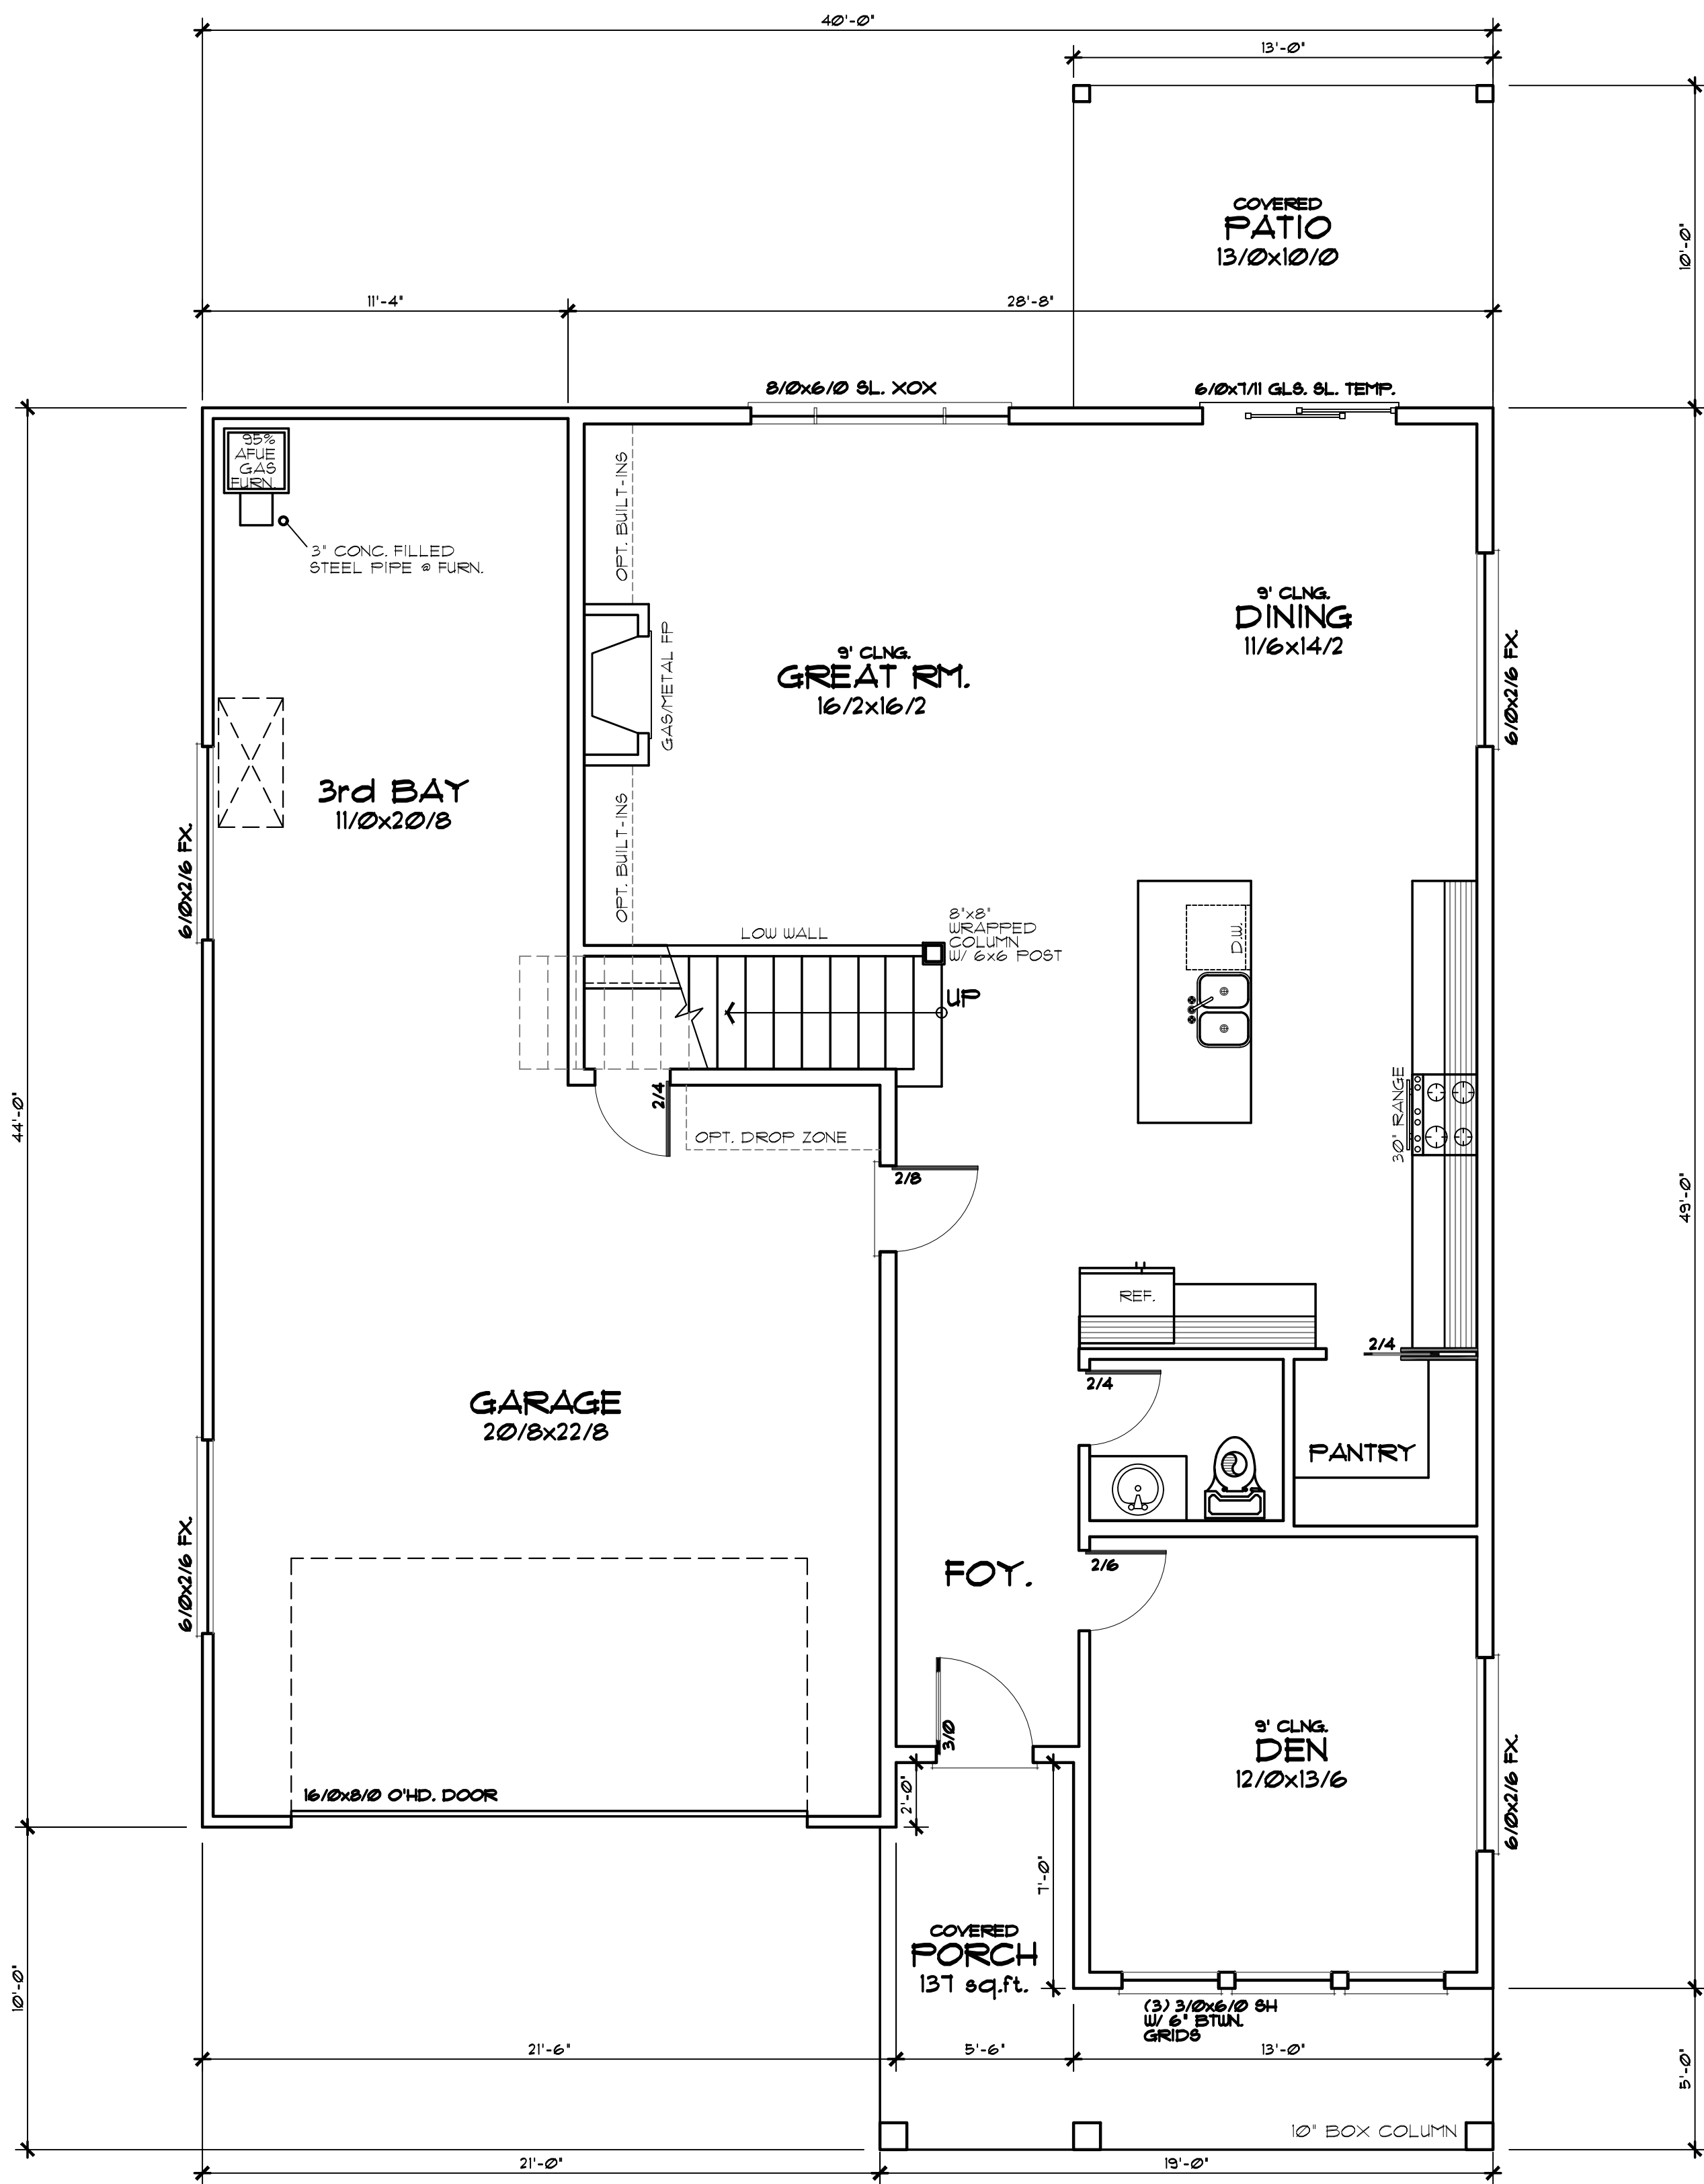 40'-0"
13'-0"
COVERED
PATIO
13/0x10/0
10'-0"
11'-4"
28'-8"
8/0x6/0 SL. XOX
6/0x7/11 GLS. SL. TEMP.
95%
AFUE
GAS
FURN.
3" CONC. FILLED
STEEL PIPE @ FURN.
OPT. BUILT-INS
9' CLNG.
DINING
11/6x14/2
6/0x2/6 FX.
GAS/METAL FP
9' CLNG.
GREAT RM.
16/2x16/2
3rd BAY
11/0x20/8
6/0x2/6 FX.
OPT. BUILT-INS
LOW WALL
8"x8"
WRAPPED
COLUMN
W/ 6x6 POST
D.W.
UP
44'-0"
2/4
OPT. DROP ZONE
30" RANGE
2/8
49'-0"
REF.
2/4
2/4
GARAGE
20/8x22/8
PANTRY
6/0x2/6 FX.
FOY.
2/6
3/0
9' CLNG.
DEN
12/0x13/6
6/0x2/6 FX.
16/0x8/0 O'HD. DOOR
2'-0"
7'-0"
COVERED
PORCH
137 sq.ft.
10'-0"
(3) 3/0x6/0 SH
W/ 6" BTWN.
GRIDS
21'-6"
5'-6"
13'-0"
5'-0"
10" BOX COLUMN
21'-0"
19'-0"